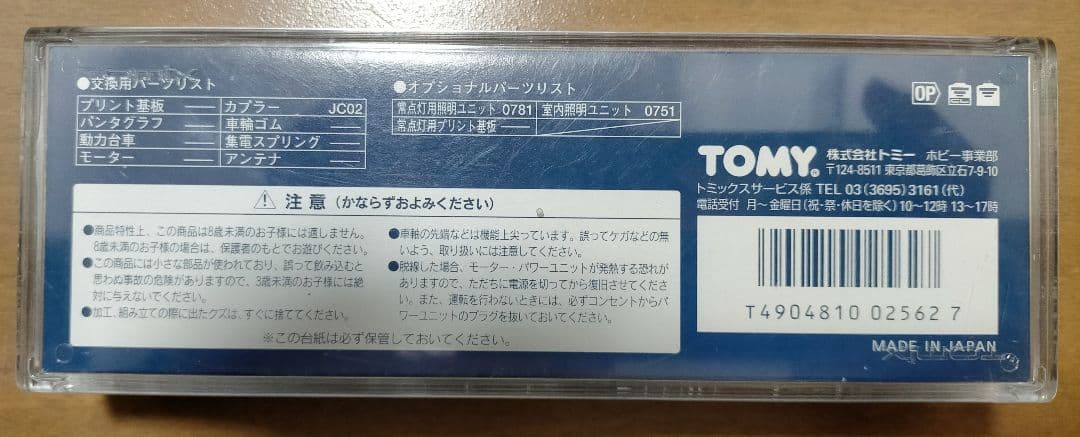 ●交換用パーツリスト
プリント基板 ― カプラー JC02
パンタグラフ ― 車輪ゴム ―
動力台車 ― 集電スプリング ―
モーター ― アンテナ ―
●オプショナルパーツリスト
常点灯用照明ユニット 0781 室内照明ユニット 0751
常点灯用プリント基板 ―
OP
TOMY. 株式会社トミー ホビー事業部
〒124-8511 東京都葛飾区立石7-9-10
トミックスサービス係 TEL 03(3695)3161(代)
電話受付 月～金曜日(祝・祭・休日を除く)10～12時 13～17時
⚠ 注意(かならずおよみください)
●商品特性上、この商品は8歳未満のお子様には適しません。
8歳未満のお子様の場合は、保護者のもとでお遊びください。
●この商品には小さな部品が使われており、誤って飲み込むと
思わぬ事故の危険がありますので、3歳未満のお子様には絶
対に与えないでください。
●加工、組み立ての際に出たクズは、すぐに捨ててください。
●車軸の先端などは機能上尖っています。誤ってケガなどの無
いよう、取り扱いには注意してください。
●脱線した場合、モーター・パワーユニットが発熱する恐れが
ありますので、ただちに電源を切ってから復旧させてくださ
い。また、運転を行わないときには、必ずコンセントからパ
ワーユニットのプラグを抜いておいてください。
※この台紙は必ず保管しておいてください。
T4904810 02562 7
MADE IN JAPAN